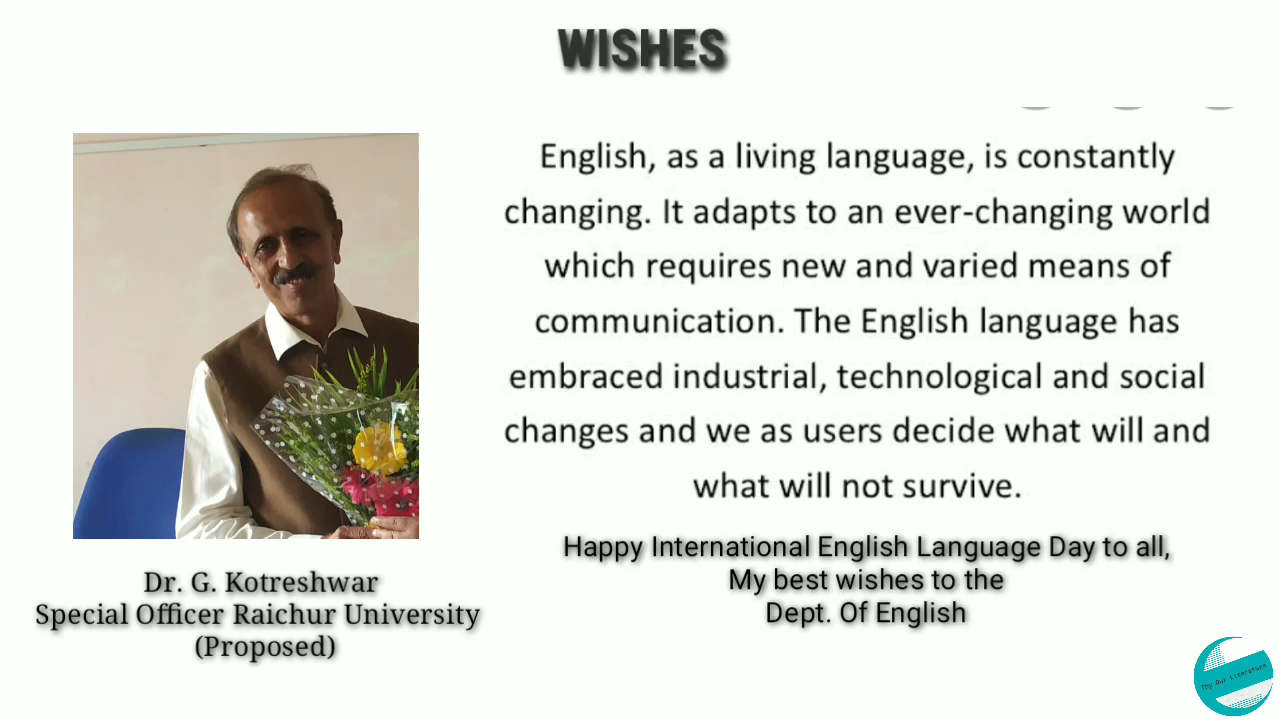 WISHES
English, as a living language, is constantly
changing. It adapts to an ever-changing world
which requires new and varied means of
communication. The English language has
embraced industrial, technological and social
changes and we as users decide what will and
what will not survive.
Happy International English Language Day to all,
My best wishes to the
Dept. Of English
Dr. G. Kotreshwar
Special Officer Raichur University
(Proposed)
Thy Our Literature